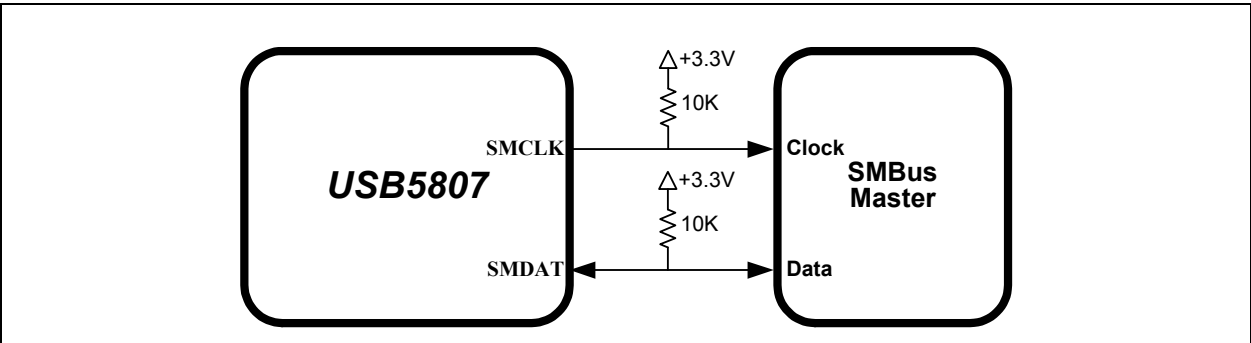 +3.3V
10K
SMCLK
Clock
USB5807
SMBus
Master
+3.3V
10K
SMDAT
Data